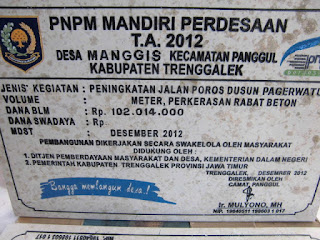 PNPM MANDIRI PERDESAAN
T.A. 2012
DESA MANGGIS KECAMATAN PANGGUL
KABUPATEN TRENGGALEK
JENIS KEGIATAN : PENINGKATAN JALAN POROS DUSUN PAGERWATU
VOLUME : METER, PERKERASAN RABAT BETON
DANA BLM : Rp. 102.014.000
DANA SWADAYA : Rp.
MDST : DESEMBER 2012
PEMBANGUNAN DIKERJAKAN SECARA SWAKELOLA OLEH MASYARAKAT
DIDUKUNG OLEH :
1. DITJEN PEMBERDAYAAN MASYARAKAT DAN DESA, KEMENTERIAN DALAM NEGERI
2. PEMERINTAH KABUPATEN TRENGGALEK PROVINSI JAWA TIMUR
TRENGGALEK, DESEMBER 2012
DIRESMIKAN OLEH
CAMAT PANGGUL
Bangga membangun desa!
Ir. MULYONO, MH